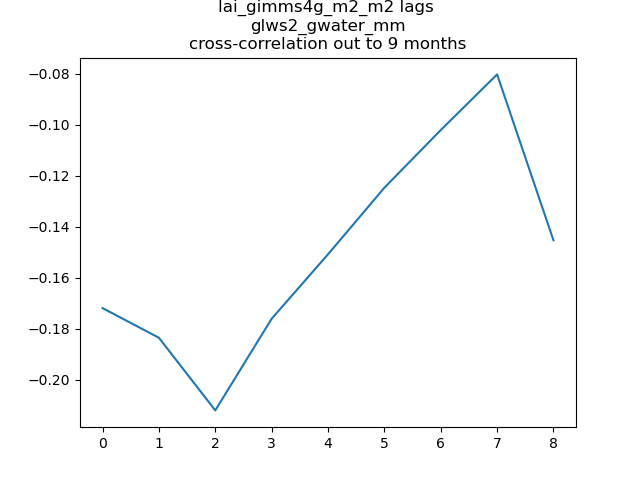 lai_gimms4g_m2_m2 lags
glws2_gwater_mm
cross-correlation out to 9 months
−0.08
−0.10
−0.12
−0.14
−0.16
−0.18
−0.20
0 1 2 3 4 5 6 7 8